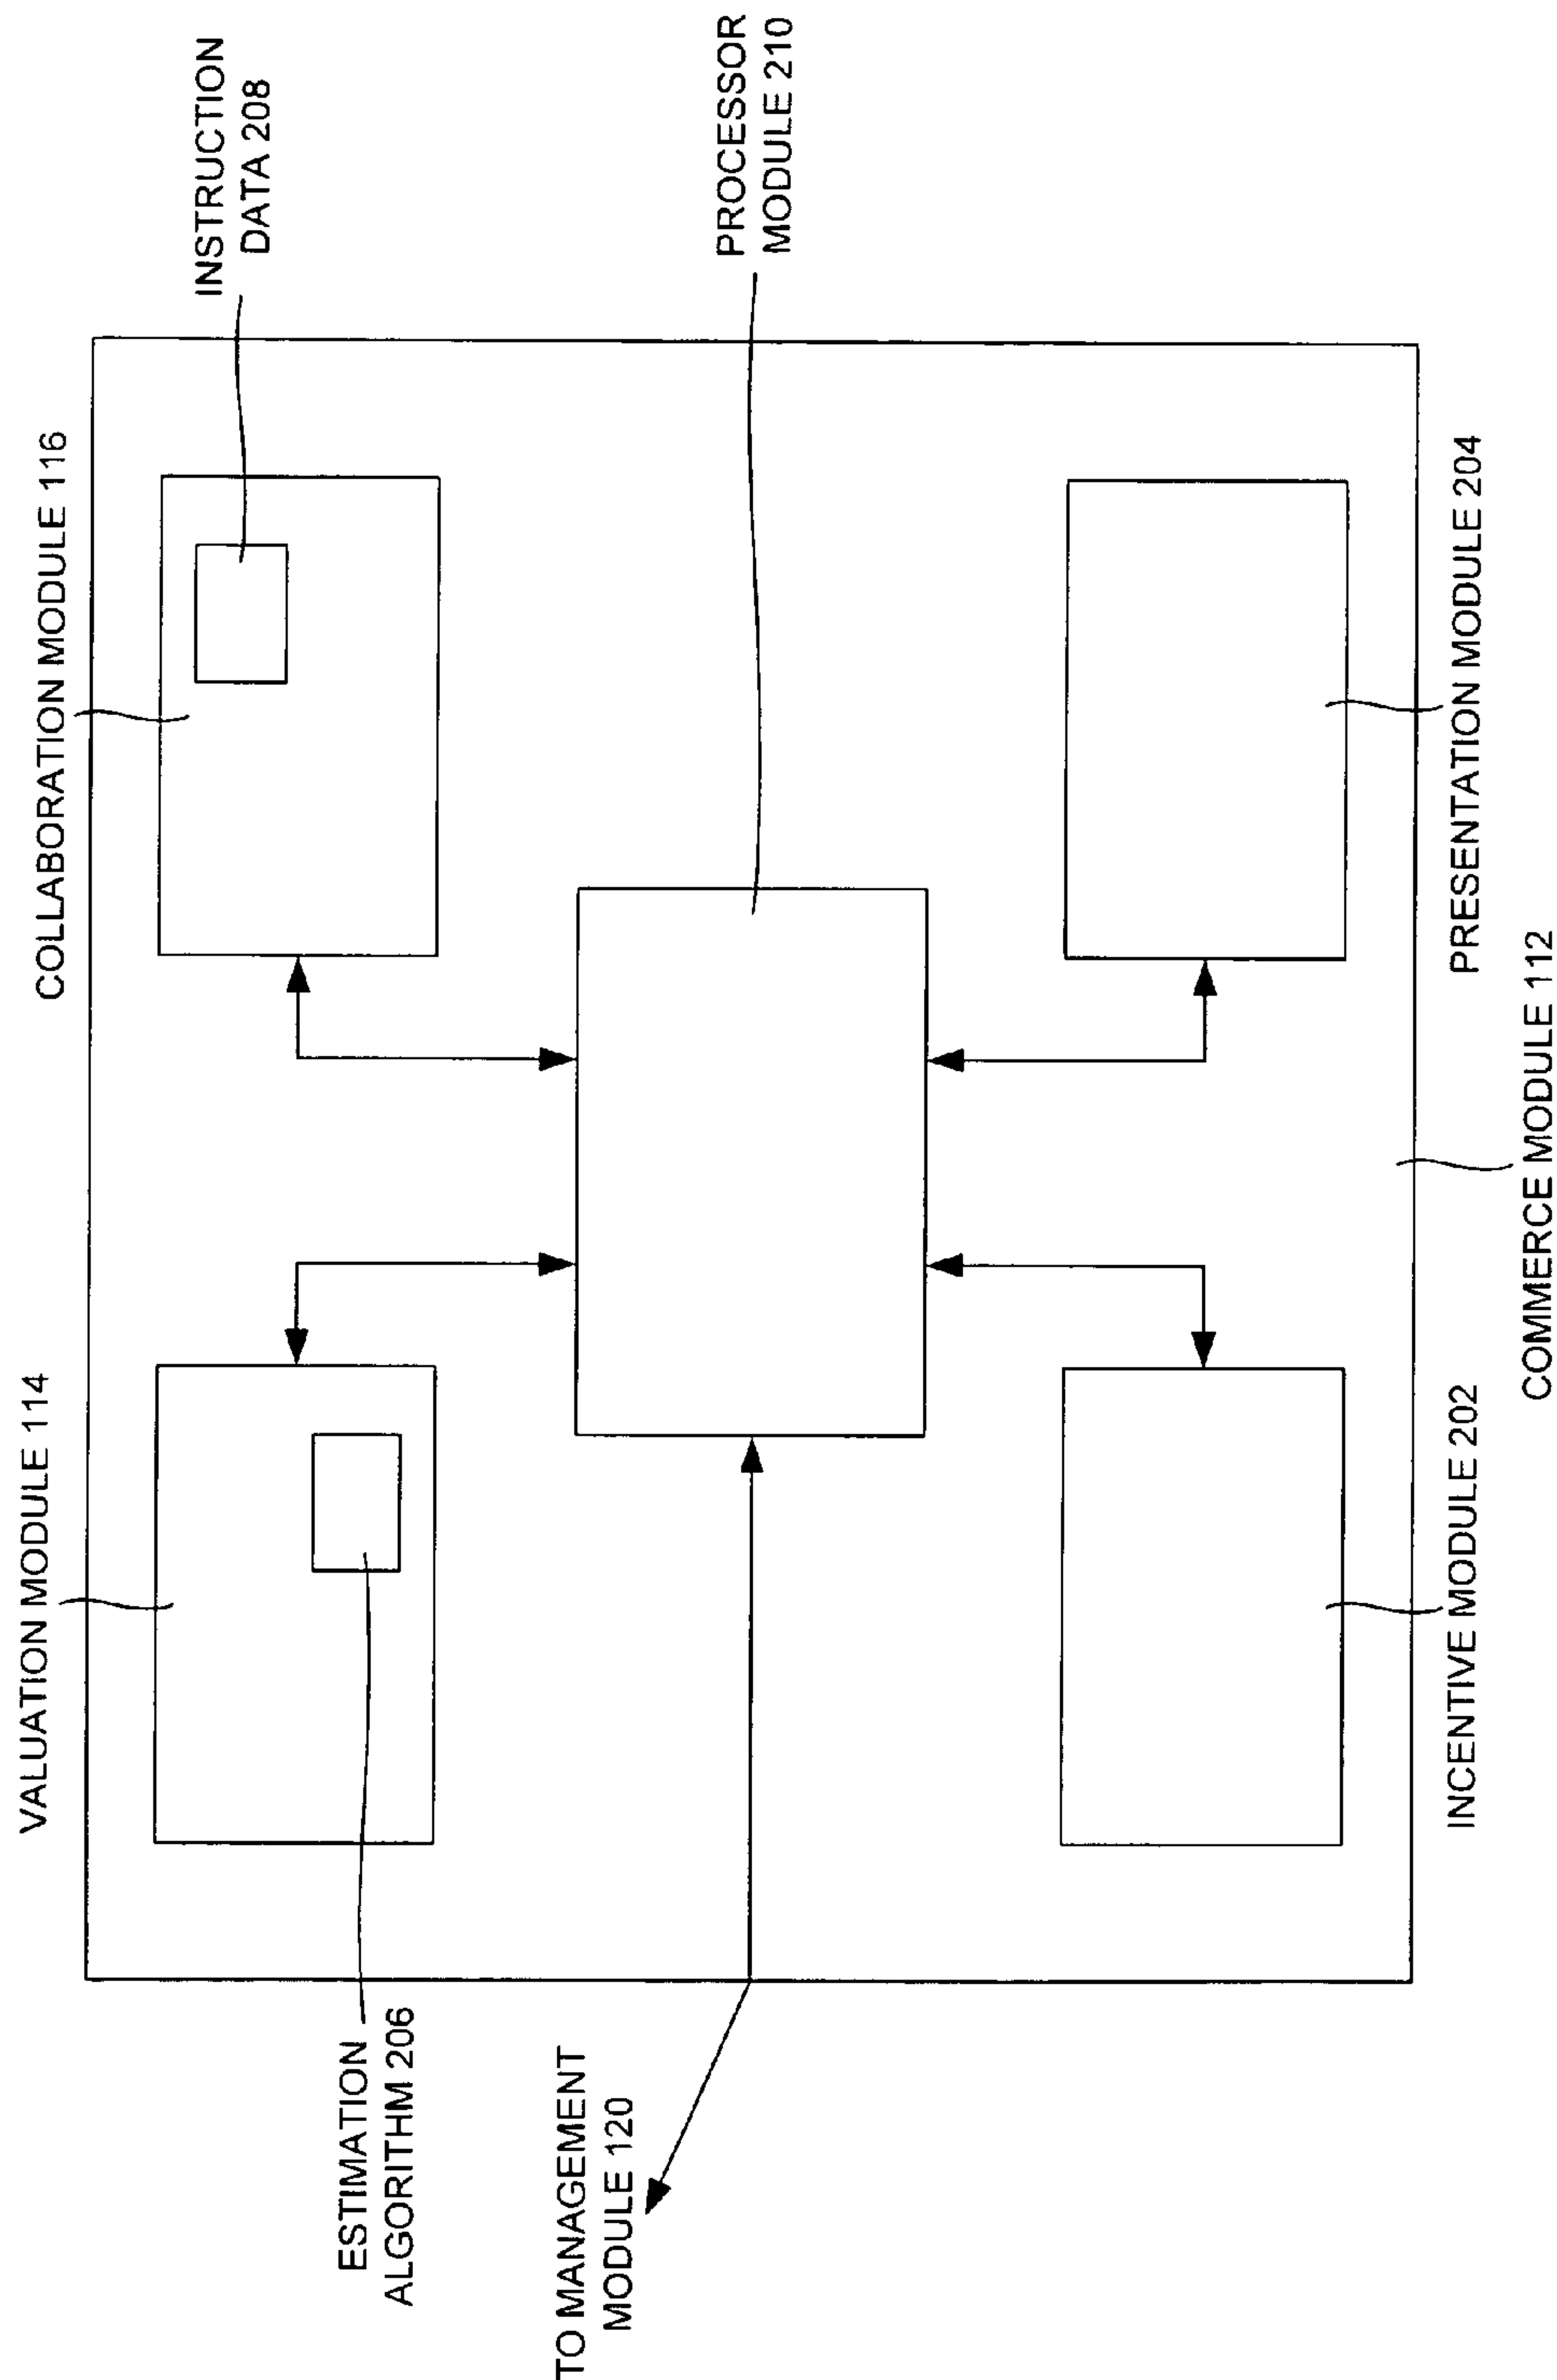 VALUATION MODULE 114
COLLABORATION MODULE 116
INSTRUCTION
DATA 208
ESTIMATION
ALGORITHM 206
PROCESSOR
MODULE 210
TO MANAGEMENT
MODULE 120
INCENTIVE MODULE 202
PRESENTATION MODULE 204
COMMERCE MODULE 112